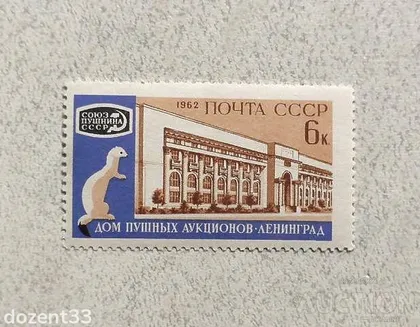 1962 ПОЧТА СССР
СОЮЗ
ПУШНИНА
СССР
6к.
ДОМ ПУШНЫХ АУКЦИОНОВ·ЛЕНИНГРАД
dozent33